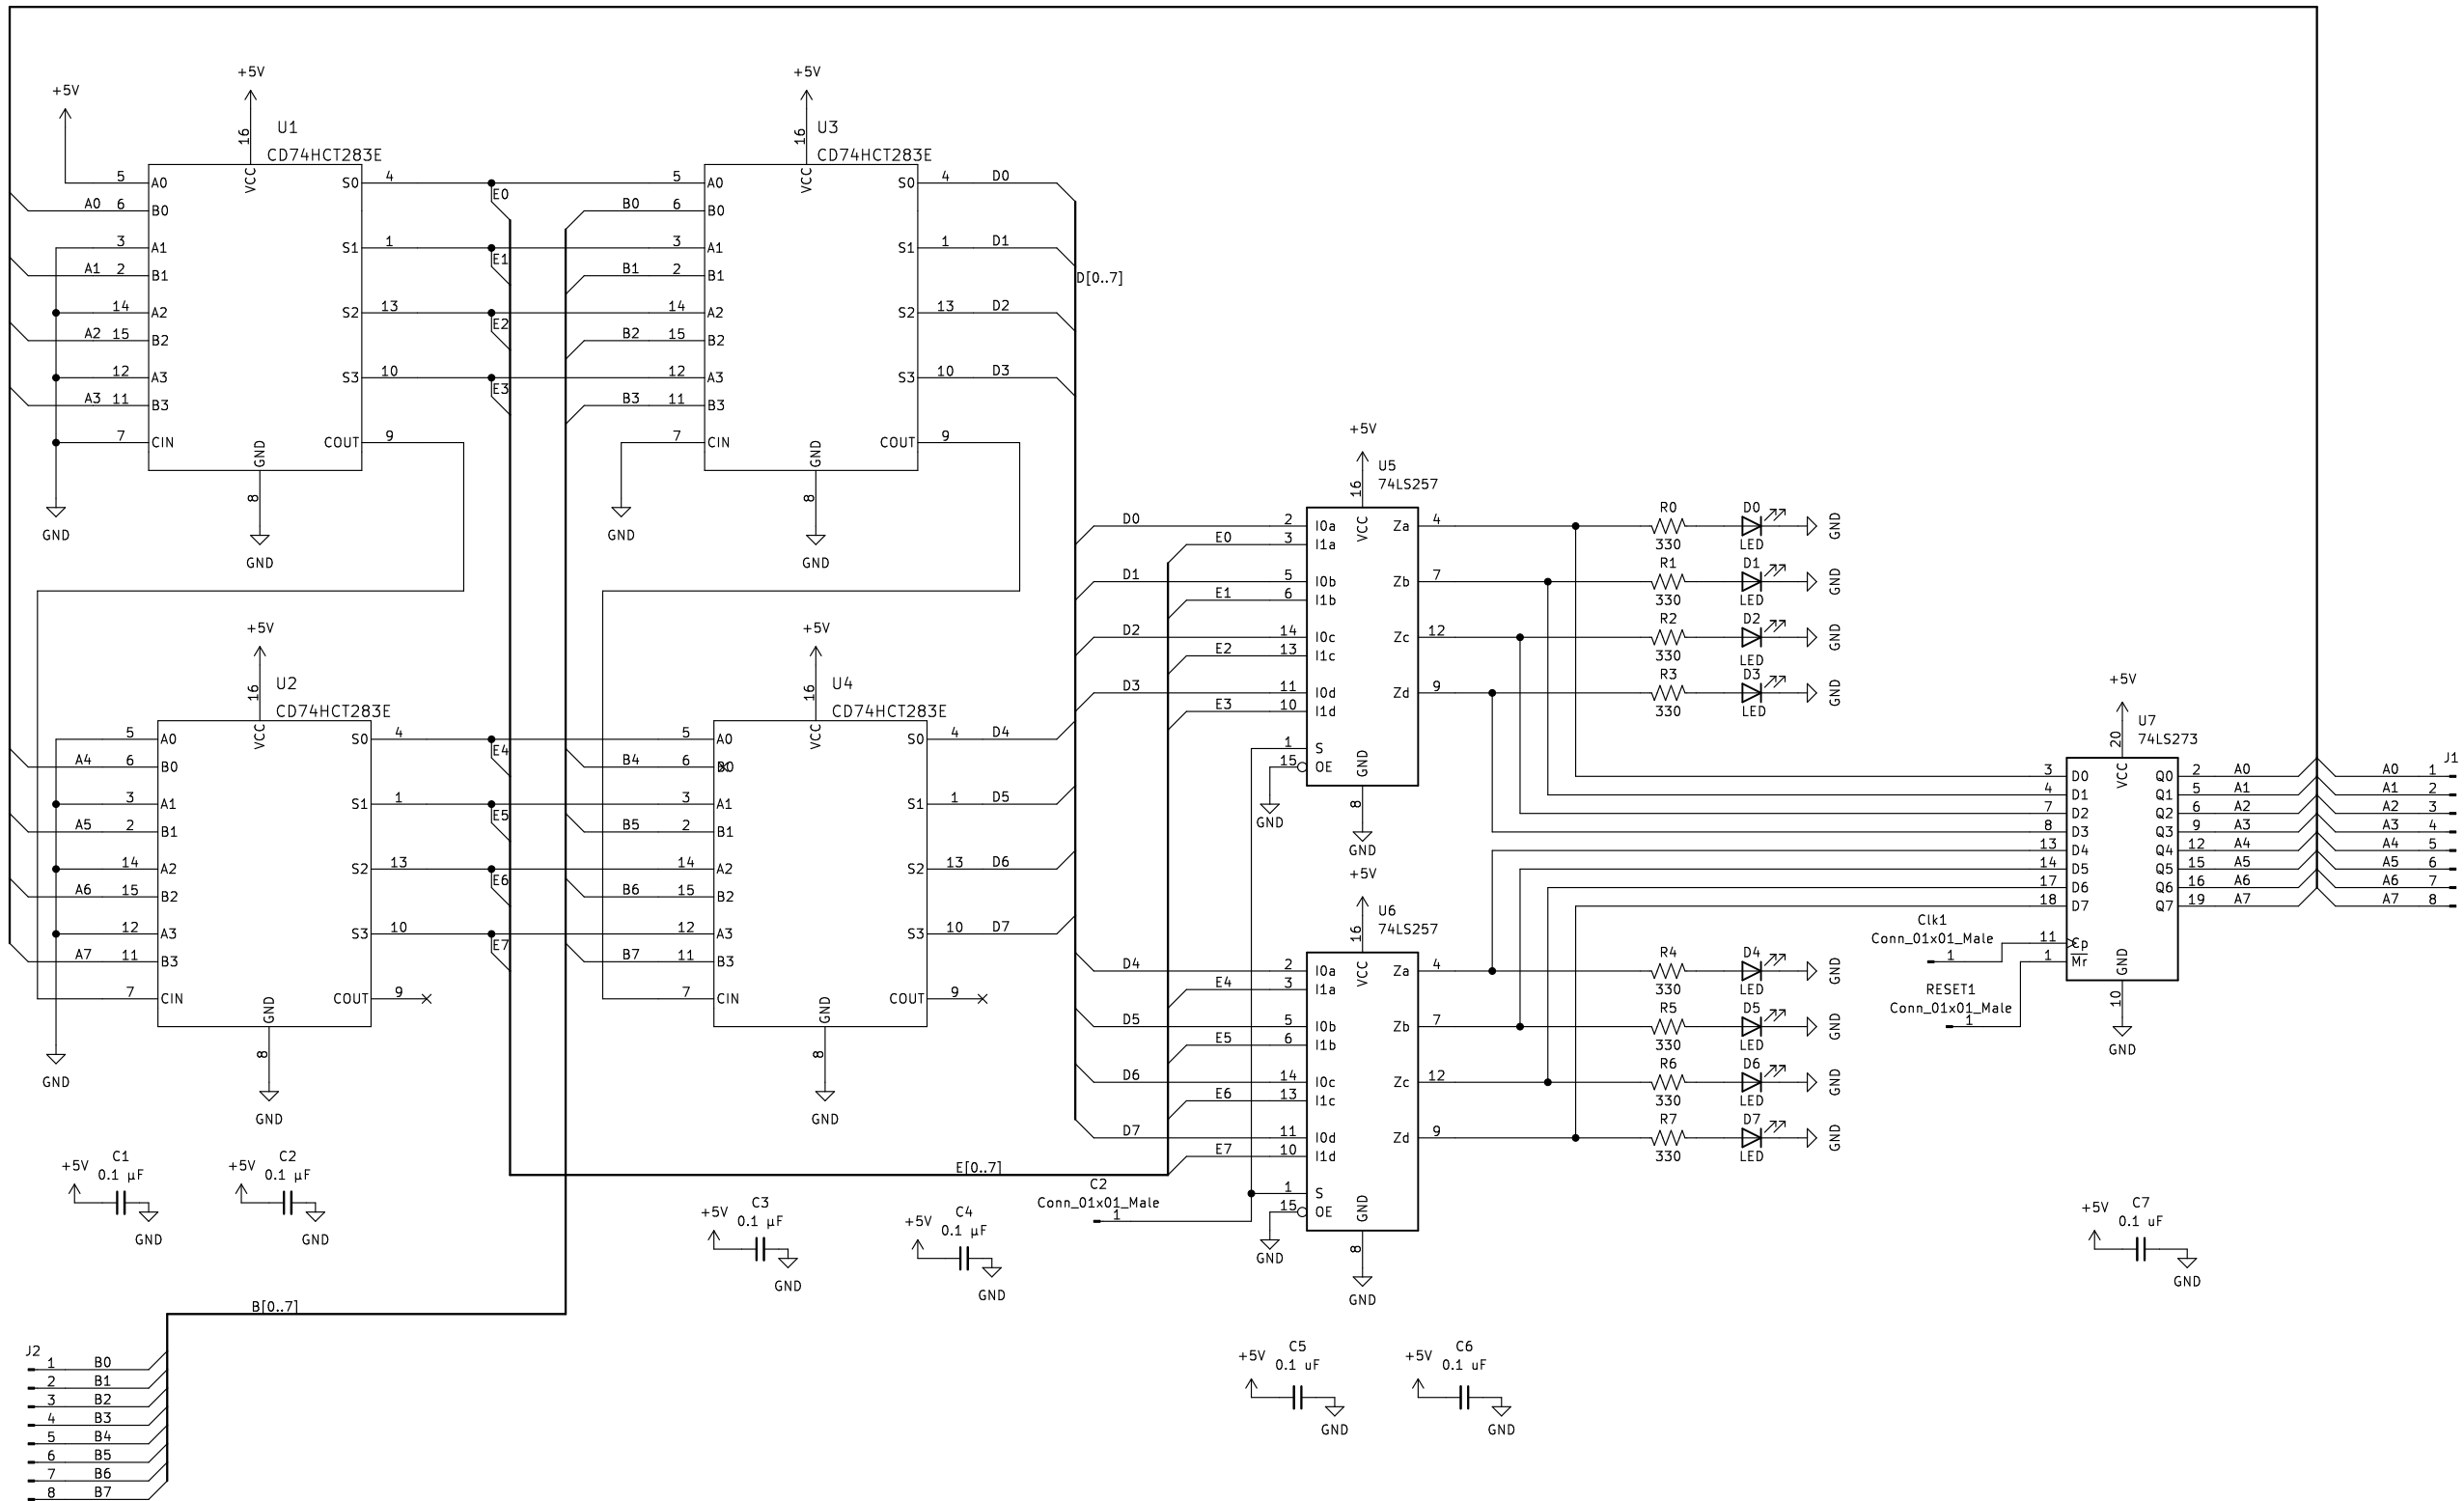 +5V
+5V
16
U1
CD74HCT283E
VCC
5 A0
A0 6 B0
3 A1
A1 2 B1
14 A2
A2 15 B2
12 A3
A3 11 B3
7 CIN
S0 4
S1 1
S2 13
S3 10
COUT 9
GND
8
GND
GND
E0
E1
E2
E3
+5V
16
U3
CD74HCT283E
VCC
5 A0
B0 6 B0
3 A1
B1 2 B1
14 A2
B2 15 B2
12 A3
B3 11 B3
7 CIN
S0 4 D0
S1 1 D1
S2 13 D2
S3 10 D3
COUT 9
GND
8
GND
GND
D[0..7]
+5V
16
U2
CD74HCT283E
VCC
5 A0
A4 6 B0
3 A1
A5 2 B1
14 A2
A6 15 B2
12 A3
A7 11 B3
7 CIN
S0 4
S1 1
S2 13
S3 10
COUT 9
GND
8
GND
GND
E4
E5
E6
E7
+5V
16
U4
CD74HCT283E
VCC
5 A0
B4 6 B0
3 A1
B5 2 B1
14 A2
B6 15 B2
12 A3
B7 11 B3
7 CIN
S0 4 D4
S1 1 D5
S2 13 D6
S3 10 D7
COUT 9
GND
8
GND
+5V
16
U5
74LS257
VCC
D0 2 I0a
E0 3 I1a
D1 5 I0b
E1 6 I1b
D2 14 I0c
E2 13 I1c
D3 11 I0d
E3 10 I1d
1 S
15 OE
Za 4
Zb 7
Zc 12
Zd 9
GND
8
GND
GND
R0 D0
330 LED GND
R1 D1
330 LED GND
R2 D2
330 LED GND
R3 D3
330 LED GND
+5V
16
U6
74LS257
VCC
D4 2 I0a
E4 3 I1a
D5 5 I0b
E5 6 I1b
D6 14 I0c
E6 13 I1c
D7 11 I0d
E7 10 I1d
1 S
15 OE
Za 4
Zb 7
Zc 12
Zd 9
GND
8
GND
GND
R4 D4
330 LED GND
R5 D5
330 LED GND
R6 D6
330 LED GND
R7 D7
330 LED GND
+5V
20
U7
74LS273
VCC
3 D0 Q0 2 A0
4 D1 Q1 5 A1
7 D2 Q2 6 A2
8 D3 Q3 9 A3
13 D4 Q4 12 A4
14 D5 Q5 15 A5
17 D6 Q6 16 A6
18 D7 Q7 19 A7
11 Cp
1 Mr
GND
10
GND
Clk1
Conn_01x01_Male
1
RESET1
Conn_01x01_Male
1
J1
A0 1
A1 2
A2 3
A3 4
A4 5
A5 6
A6 7
A7 8
E[0..7]
C2
Conn_01x01_Male
1
C1
+5V 0.1 µF
GND
C2
+5V 0.1 µF
GND
C3
+5V 0.1 µF
GND
C4
+5V 0.1 µF
GND
C7
+5V 0.1 uF
GND
C5
+5V 0.1 uF
GND
C6
+5V 0.1 uF
GND
B[0..7]
J2
1 B0
2 B1
3 B2
4 B3
5 B4
6 B5
7 B6
8 B7